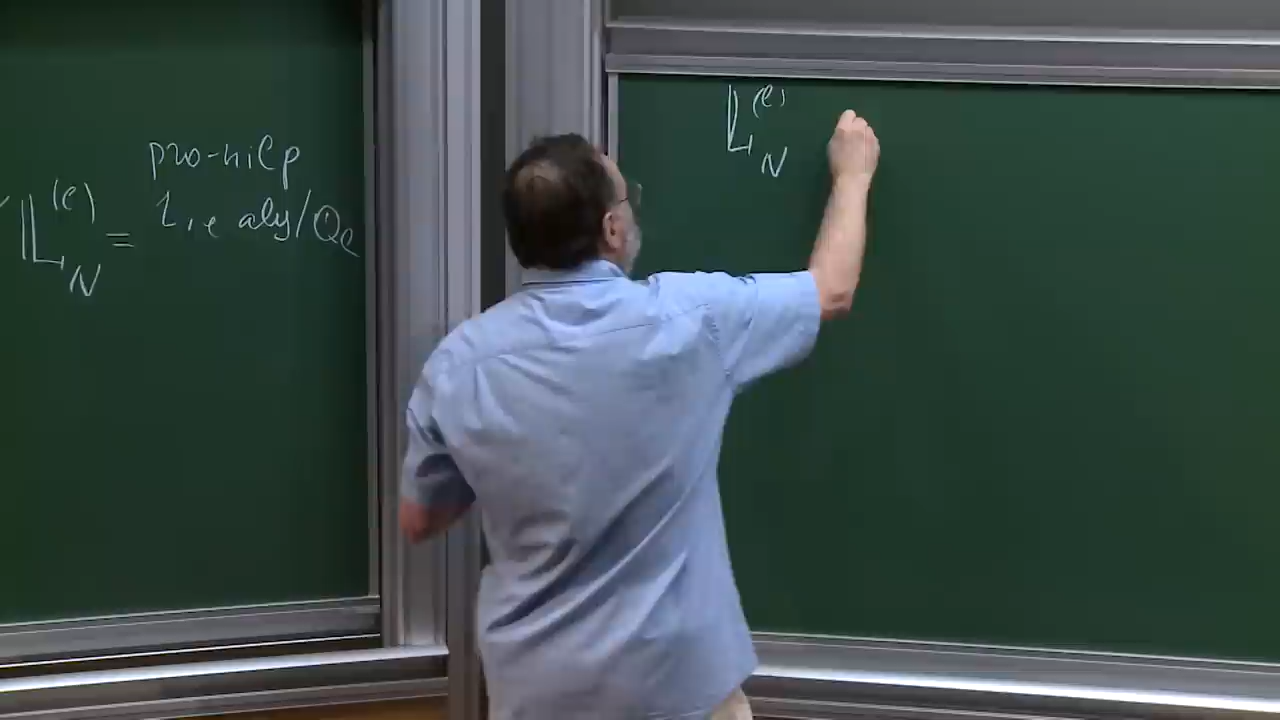 pro-nilp
𝕃_N^(ℓ) = Lie alg/Q_ℓ
𝕃_N^(ℓ)